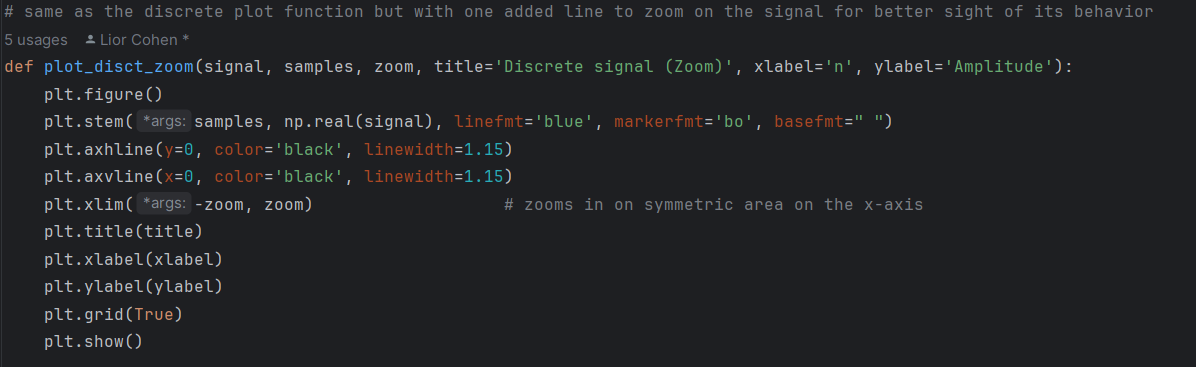 # same as the discrete plot function but with one added line to zoom on the signal for better sight of its behavior
5 usages Lior Cohen *
def plot_disct_zoom(signal, samples, zoom, title='Discrete signal (Zoom)', xlabel='n', ylabel='Amplitude'):
    plt.figure()
    plt.stem( *args: samples, np.real(signal), linefmt='blue', markerfmt='bo', basefmt=" ")
    plt.axhline(y=0, color='black', linewidth=1.15)
    plt.axvline(x=0, color='black', linewidth=1.15)
    plt.xlim( *args: -zoom, zoom)                   # zooms in on symmetric area on the x-axis
    plt.title(title)
    plt.xlabel(xlabel)
    plt.ylabel(ylabel)
    plt.grid(True)
    plt.show()